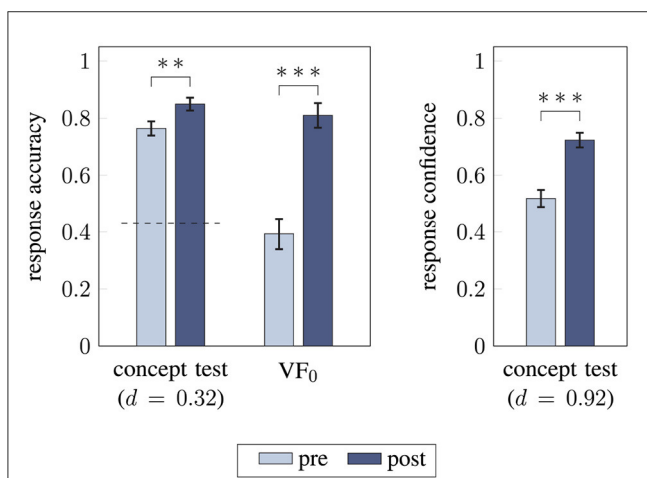 response accuracy
1
0.8
0.6
0.4
0.2
0
**
***
concept test
(d = 0.32)
VF₀
response confidence
1
0.8
0.6
0.4
0.2
0
***
concept test
(d = 0.92)
pre
post